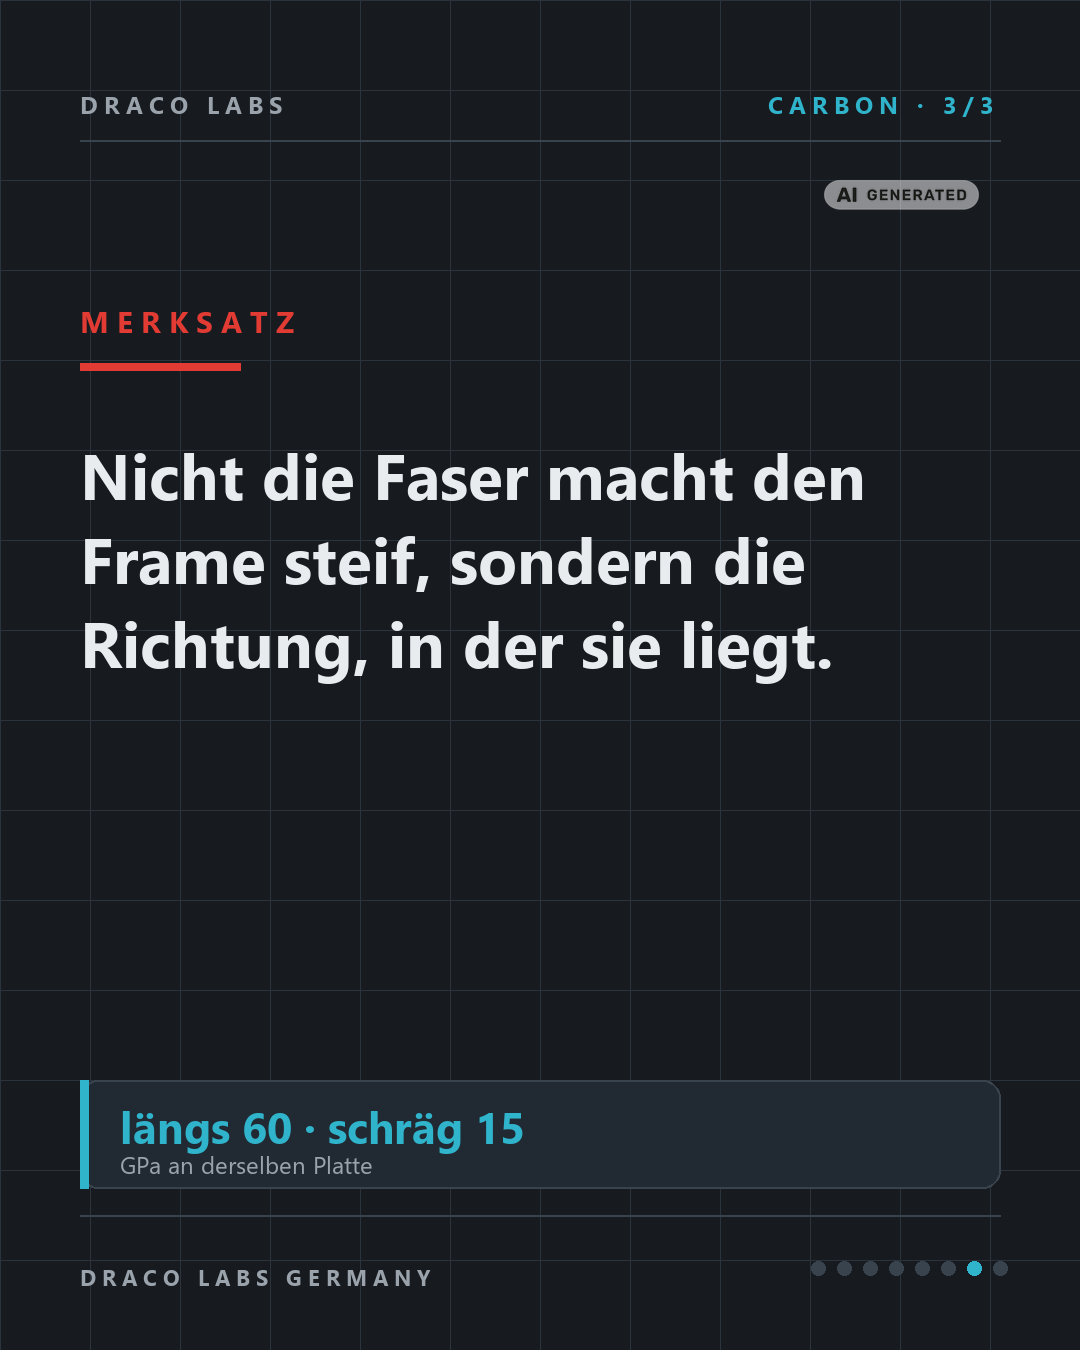 DRACO LABS
CARBON · 3/3
AI GENERATED
MERKSATZ
Nicht die Faser macht den
Frame steif, sondern die
Richtung, in der sie liegt.
längs 60 · schräg 15
GPa an derselben Platte
DRACO LABS GERMANY